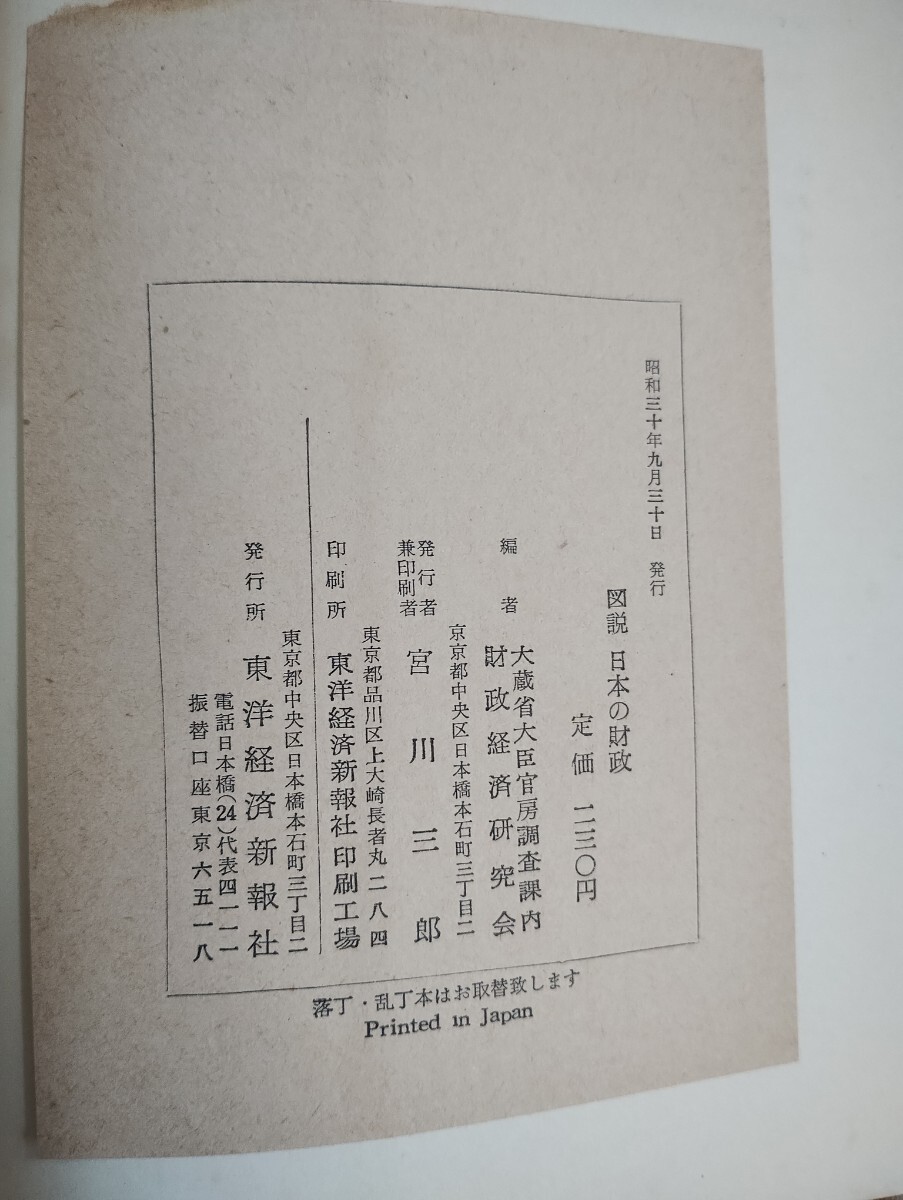 昭和三十年九月三十日 発行
図説 日本の財政
定価 二三〇円
編者
大蔵省大臣官房調査課内
財政経済研究会
京京都中央区日本橋本石町三丁目二
発行者
兼印刷者
宮川三郎
東京都品川区上大崎長者丸二八四
印刷所 東洋経済新報社印刷工場
東京都中央区日本橋本石町三丁目二
発行所 東洋経済新報社
電話日本橋(24)代表四一一一
振替口座東京六五一八
落丁・乱丁本はお取替致します
Printed in Japan